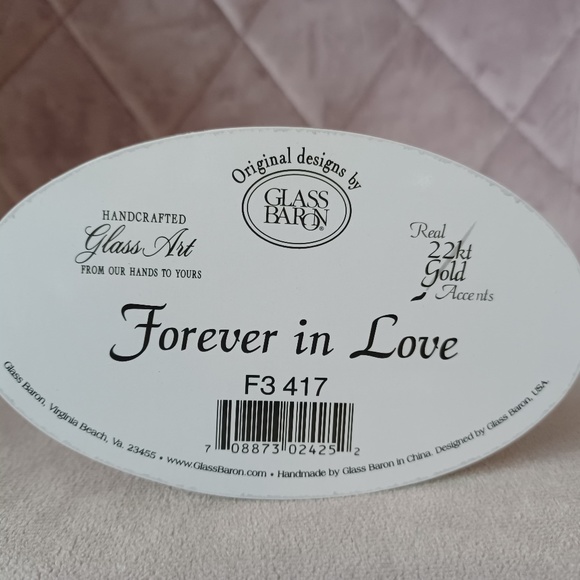 Original designs by
GLASS
BARON®
HANDCRAFTED
Glass Art
FROM OUR HANDS TO YOURS
Real
22kt
Gold
Accents
Forever in Love
F3 417
7 08873 02425 2
Glass Baron, Virginia Beach, Va. 23455 • www.GlassBaron.com • Handmade by Glass Baron in China. Designed by Glass Baron, USA.